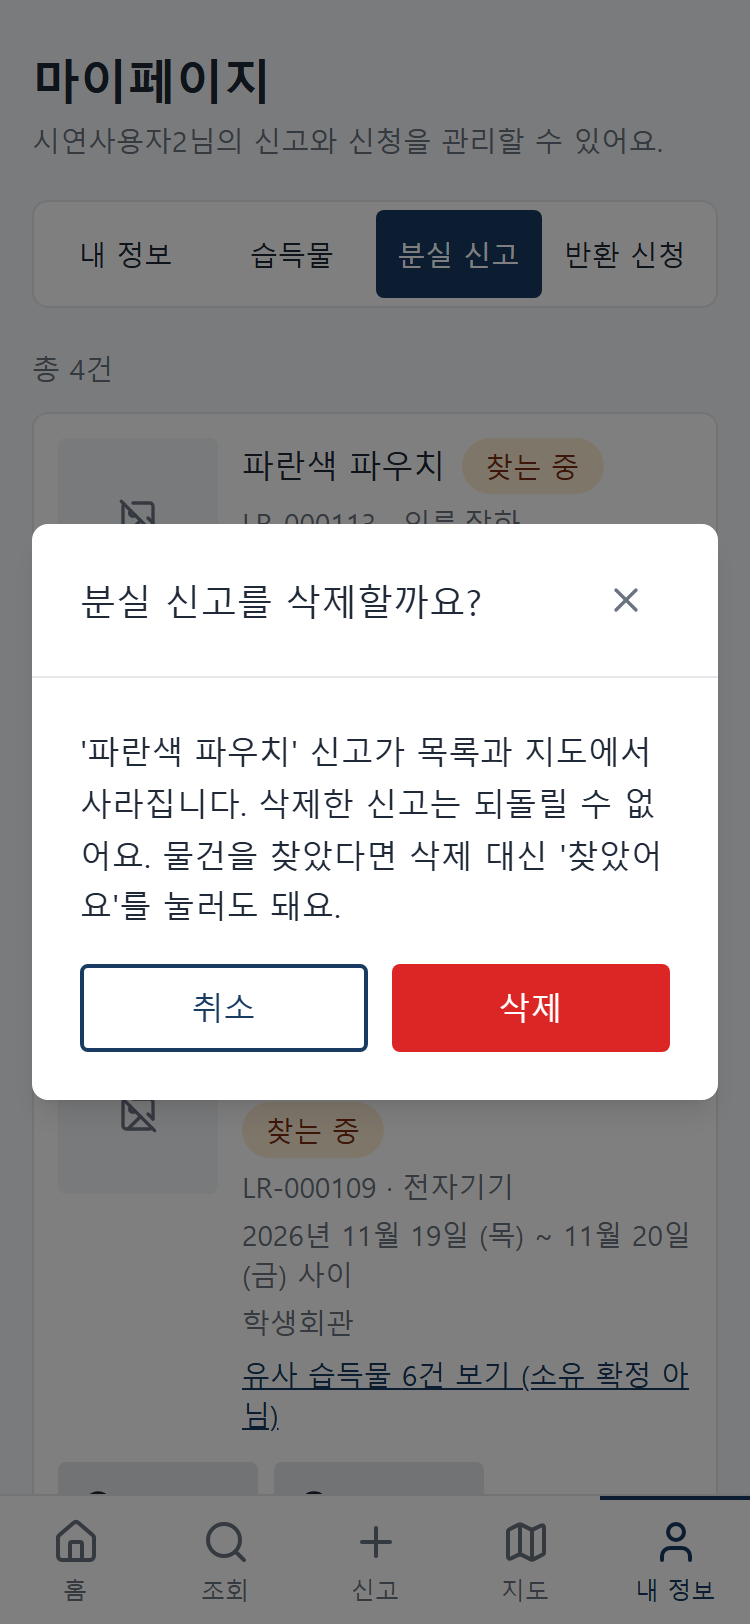 마이페이지
시연사용자2님의 신고와 신청을 관리할 수 있어요.
내 정보
습득물
분실 신고
반환 신청
총 4건
파란색 파우치
찾는 중
LR-000113 · 의류·잡화
분실 신고를 삭제할까요?
'파란색 파우치' 신고가 목록과 지도에서
사라집니다. 삭제한 신고는 되돌릴 수 없
어요. 물건을 찾았다면 삭제 대신 '찾았어
요'를 눌러도 돼요.
취소
삭제
찾는 중
LR-000109 · 전자기기
2026년 11월 19일 (목) ~ 11월 20일
(금) 사이
학생회관
유사 습득물 6건 보기 (소유 확정 아
님)
홈
조회
신고
지도
내 정보